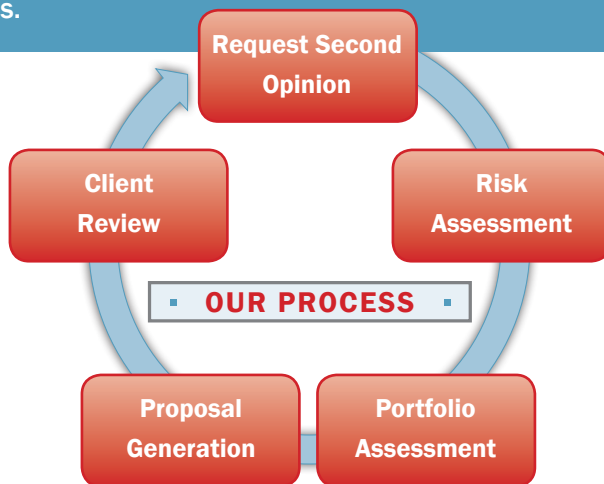 s.
Request Second
Opinion
Client
Review
Risk
Assessment
▪ OUR PROCESS ▪
Proposal
Generation
Portfolio
Assessment